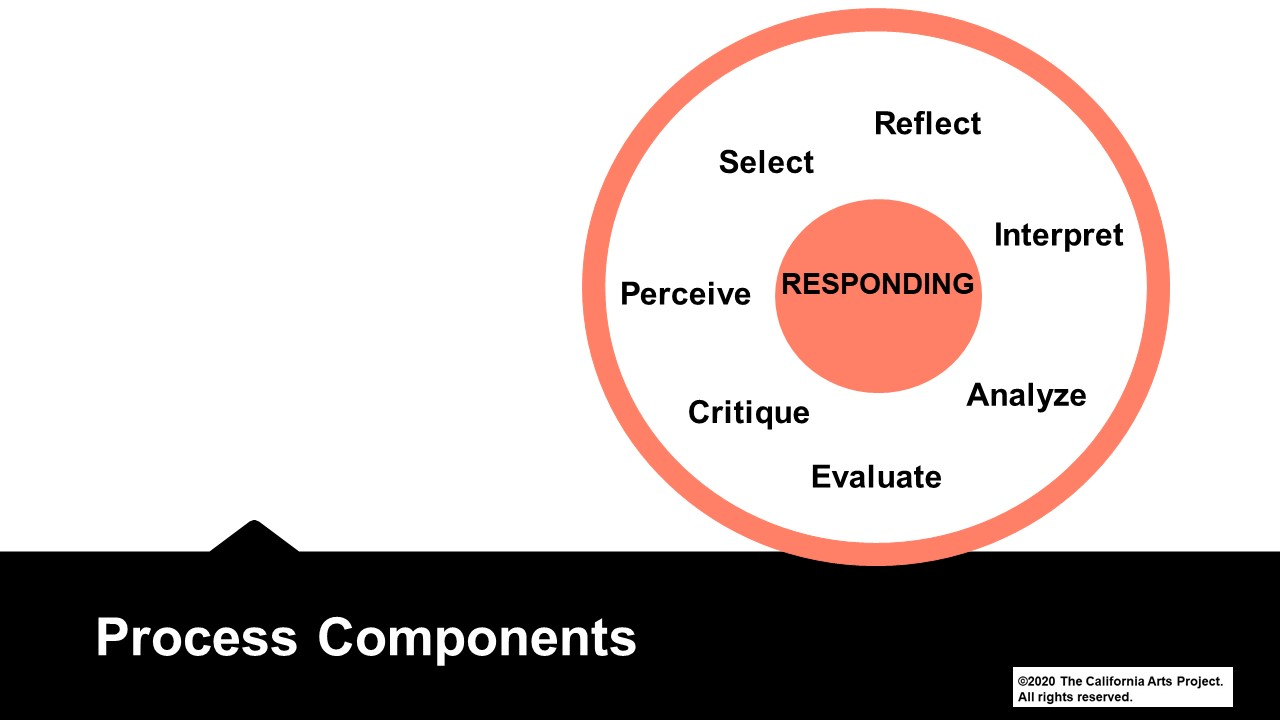 Reflect
Select
Interpret
RESPONDING
Perceive
Analyze
Critique
Evaluate
Process Components
©2020 The California Arts Project.
All rights reserved.